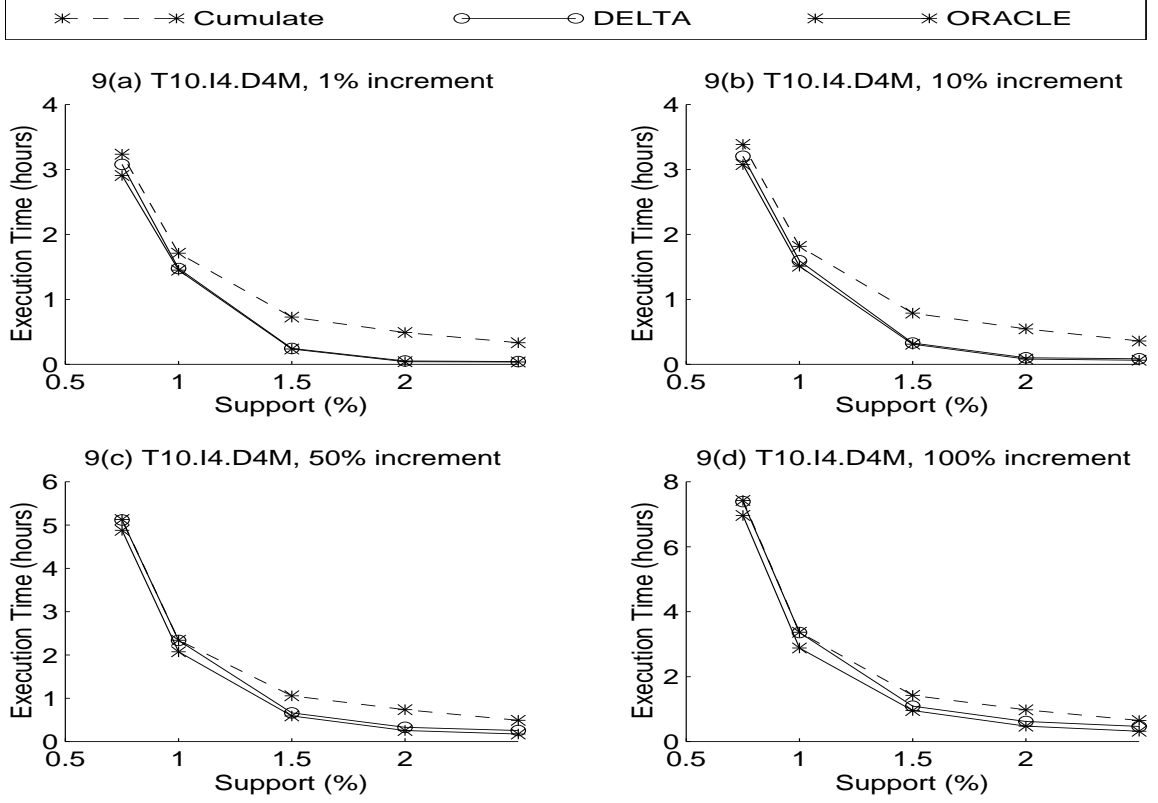 Cumulate DELTA ORACLE
9(a) T10.I4.D4M, 1% increment
4
3
2
1
0
0.5 1 1.5 2
Execution Time (hours)
Support (%)
9(b) T10.I4.D4M, 10% increment
4
3
2
1
0
0.5 1 1.5 2
Execution Time (hours)
Support (%)
9(c) T10.I4.D4M, 50% increment
6
5
4
3
2
1
0
0.5 1 1.5 2
Execution Time (hours)
Support (%)
9(d) T10.I4.D4M, 100% increment
8
6
4
2
0
0.5 1 1.5 2
Execution Time (hours)
Support (%)